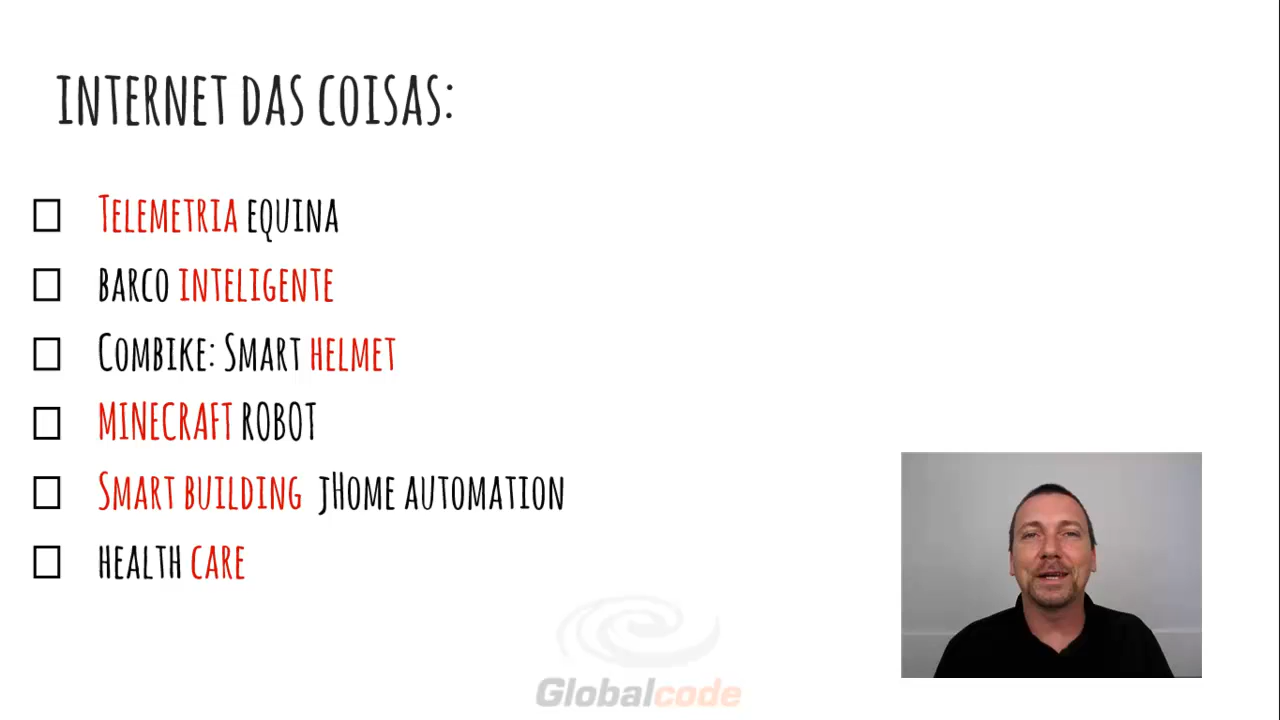 INTERNET DAS COISAS:
TELEMETRIA EQUINA
BARCO INTELIGENTE
COMBIKE: SMART HELMET
MINECRAFT ROBOT
SMART BUILDING JHOME AUTOMATION
HEALTH CARE
Globalcode